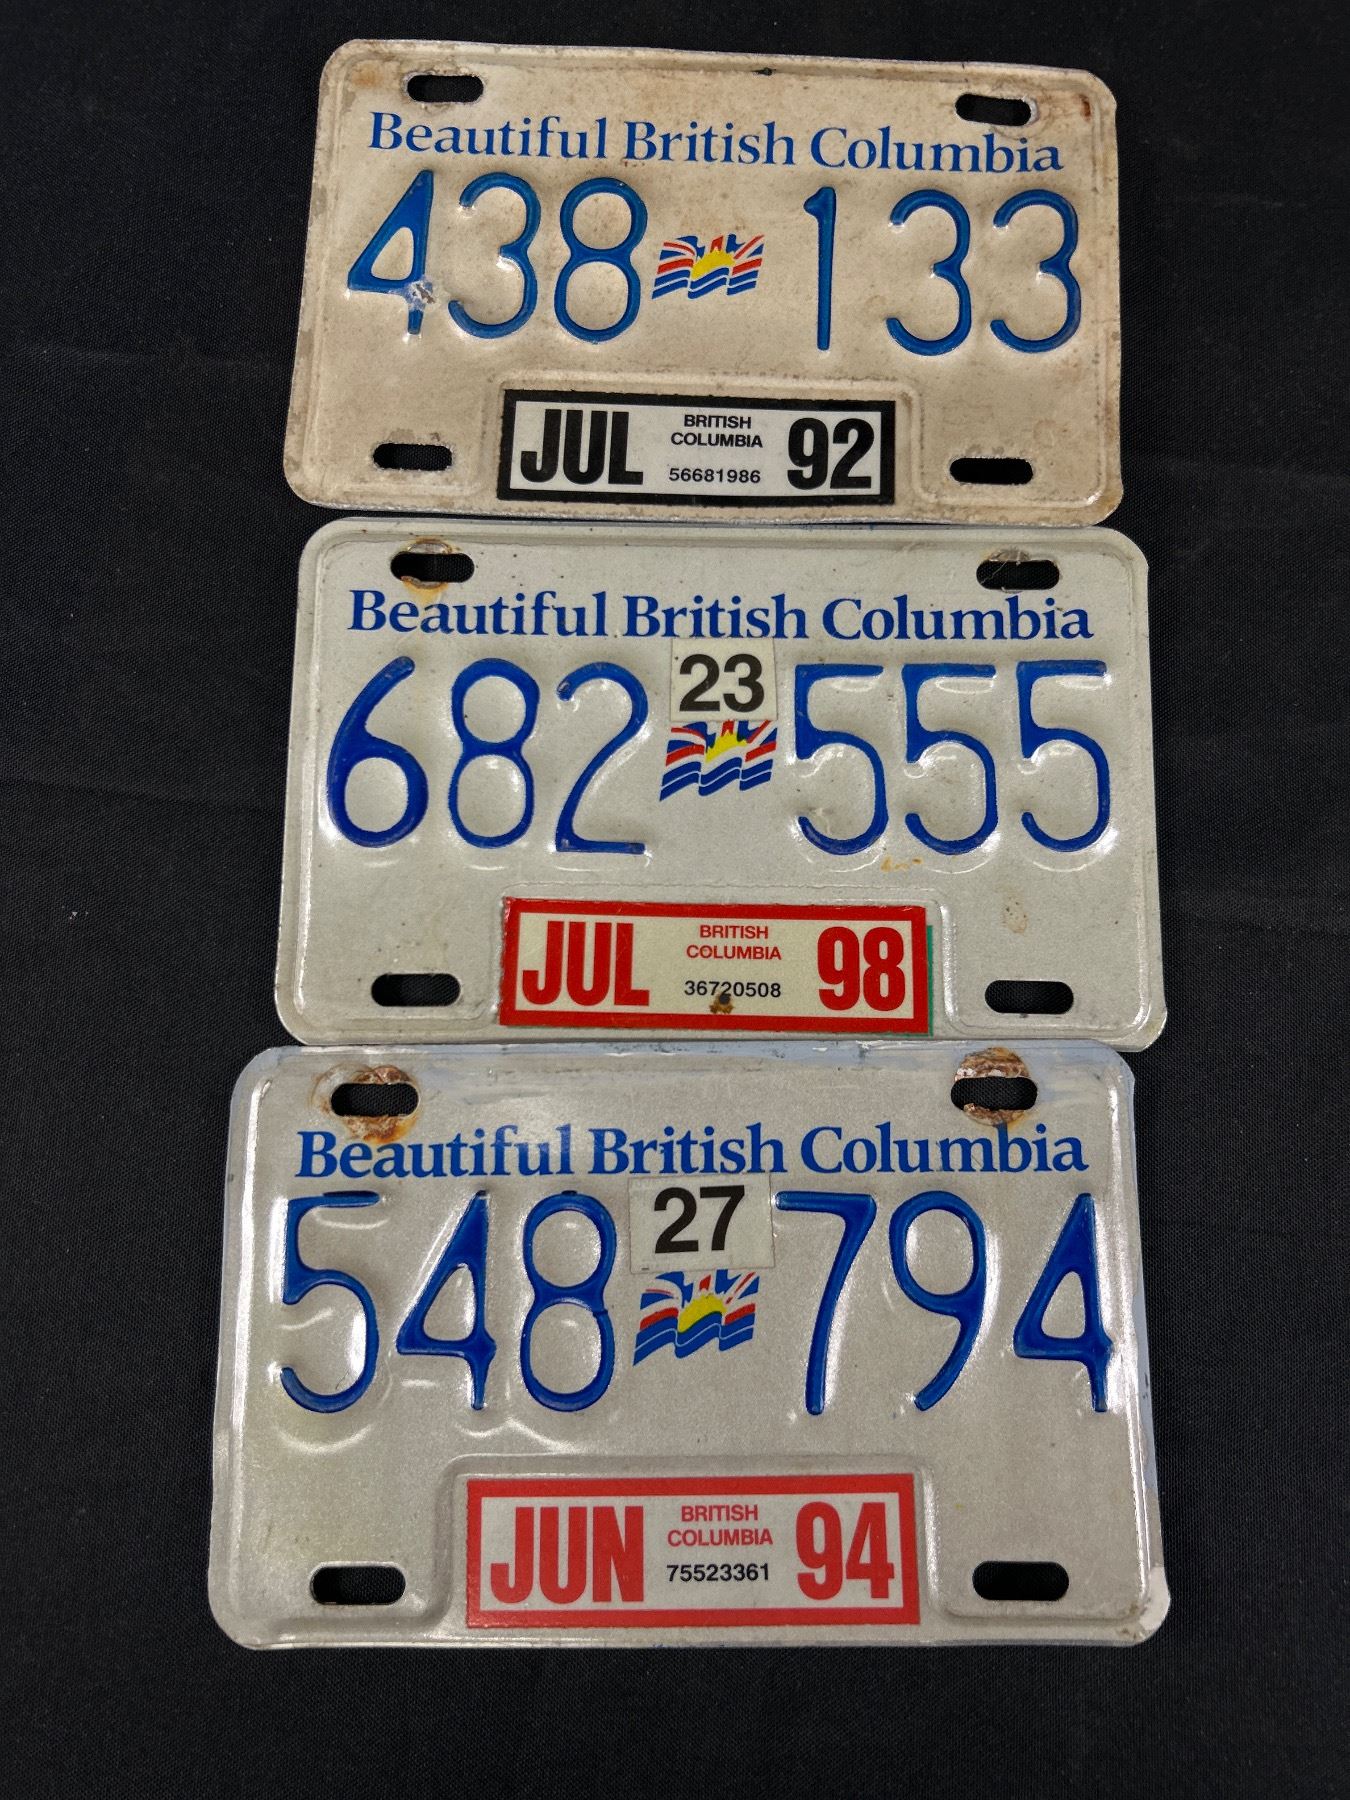 Beautiful British Columbia
438 133
JUL BRITISH COLUMBIA 56681986 92
Beautiful British Columbia
23
682 555
JUL BRITISH COLUMBIA 36720508 98
Beautiful British Columbia
27
548 794
JUN BRITISH COLUMBIA 75523361 94